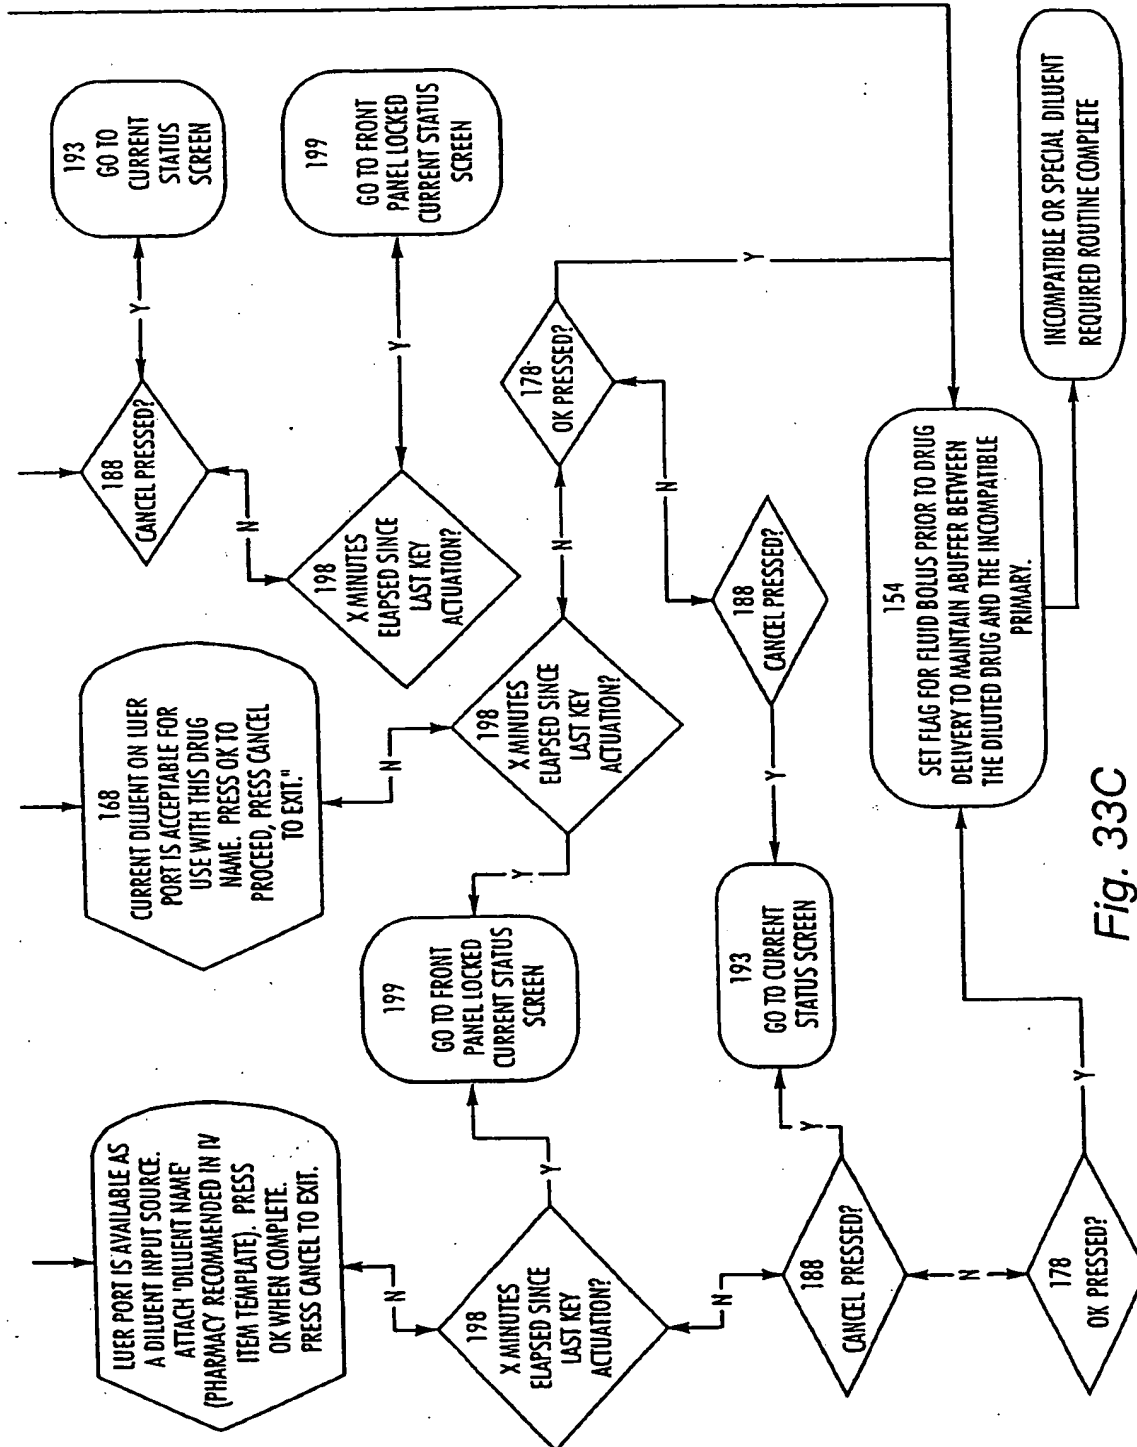 193
GO TO
CURRENT
STATUS
SCREEN
Y
188
CANCEL PRESSED?
N
199
GO TO FRONT
PANEL LOCKED
CURRENT STATUS
SCREEN
Y
198
X MINUTES
ELAPSED SINCE
LAST KEY
ACTUATION?
168
CURRENT DILUENT ON LUER
PORT IS ACCEPTABLE FOR
USE WITH THIS DRUG
NAME. PRESS OK TO
PROCEED, PRESS CANCEL
TO EXIT."
N
198
X MINUTES
ELAPSED SINCE
LAST KEY
ACTUATION?
N
178
OK PRESSED?
Y
N
188
CANCEL PRESSED?
Y
Y
199
GO TO FRONT
PANEL LOCKED
CURRENT STATUS
SCREEN
193
GO TO CURRENT
STATUS SCREEN
LUER PORT IS AVAILABLE AS
A DILUENT INPUT SOURCE.
ATTACH 'DILUENT NAME'
(PHARMACY RECOMMENDED IN IV
ITEM TEMPLATE). PRESS
OK WHEN COMPLETE.
PRESS CANCEL TO EXIT.
N
198
X MINUTES
ELAPSED SINCE
LAST KEY
ACTUATION?
Y
N
188
CANCEL PRESSED?
Y
N
178
OK PRESSED?
Y
154
SET FLAG FOR FLUID BOLUS PRIOR TO DRUG
DELIVERY TO MAINTAIN ABUFFER BETWEEN
THE DILUTED DRUG AND THE INCOMPATIBLE
PRIMARY.
INCOMPATIBLE OR SPECIAL DILUENT
REQUIRED ROUTINE COMPLETE
Fig. 33C